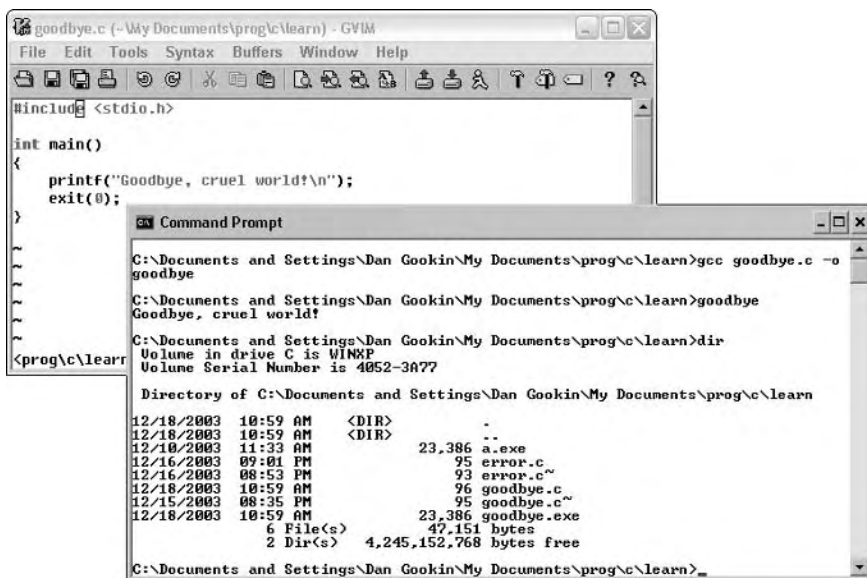 goodbye.c (~\My Documents\prog\c\learn) - GVIM
File Edit Tools Syntax Buffers Window Help
#include <stdio.h>
int main()
{
printf("Goodbye, cruel world!\n");
exit(0);
}
~
~
~
~
~
~
<prog\c\learn
Command Prompt
C:\Documents and Settings\Dan Gookin\My Documents\prog\c\learn>gcc goodbye.c -o
goodbye
C:\Documents and Settings\Dan Gookin\My Documents\prog\c\learn>goodbye
Goodbye, cruel world!
C:\Documents and Settings\Dan Gookin\My Documents\prog\c\learn>dir
Volume in drive C is WINXP
Volume Serial Number is 4052-3A77
Directory of C:\Documents and Settings\Dan Gookin\My Documents\prog\c\learn
12/18/2003 10:59 AM <DIR> .
12/18/2003 10:59 AM <DIR> ..
12/10/2003 11:33 AM 23,386 a.exe
12/16/2003 09:01 PM 95 error.c
12/16/2003 08:53 PM 93 error.c~
12/18/2003 10:59 AM 96 goodbye.c
12/15/2003 08:35 PM 95 goodbye.c~
12/18/2003 10:59 AM 23,386 goodbye.exe
6 File(s) 47,151 bytes
2 Dir(s) 4,245,152,768 bytes free
C:\Documents and Settings\Dan Gookin\My Documents\prog\c\learn>_